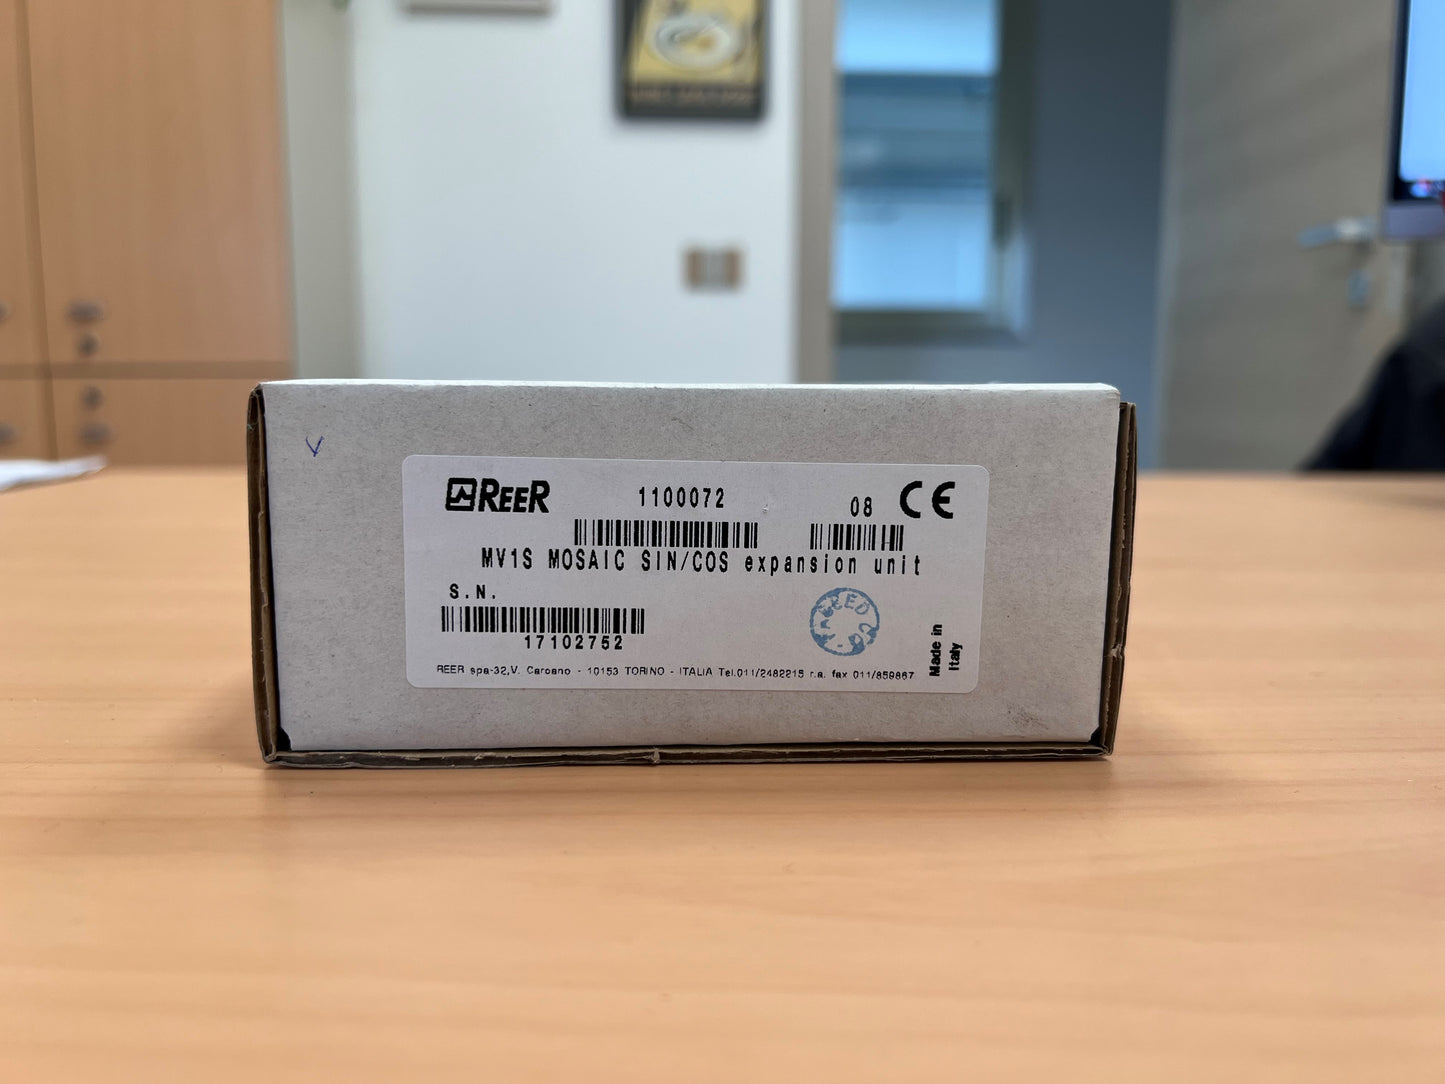 REER 1100072 08 CE
MV1S MOSAIC SIN/COS expansion unit
S.N.
17102752
REER spa-32,V. Carcano - 10153 TORINO - ITALIA Tel.011/2482215 r.a. fax 011/859867
Made in
Italy